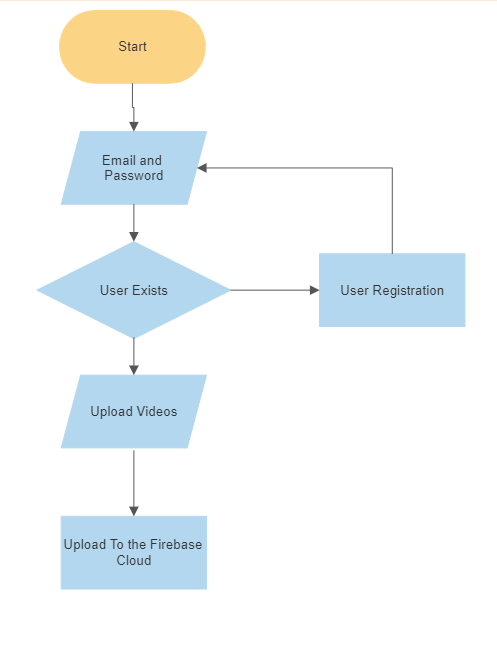 Start
Email and
Password
User Exists
User Registration
Upload Videos
Upload To the Firebase
Cloud